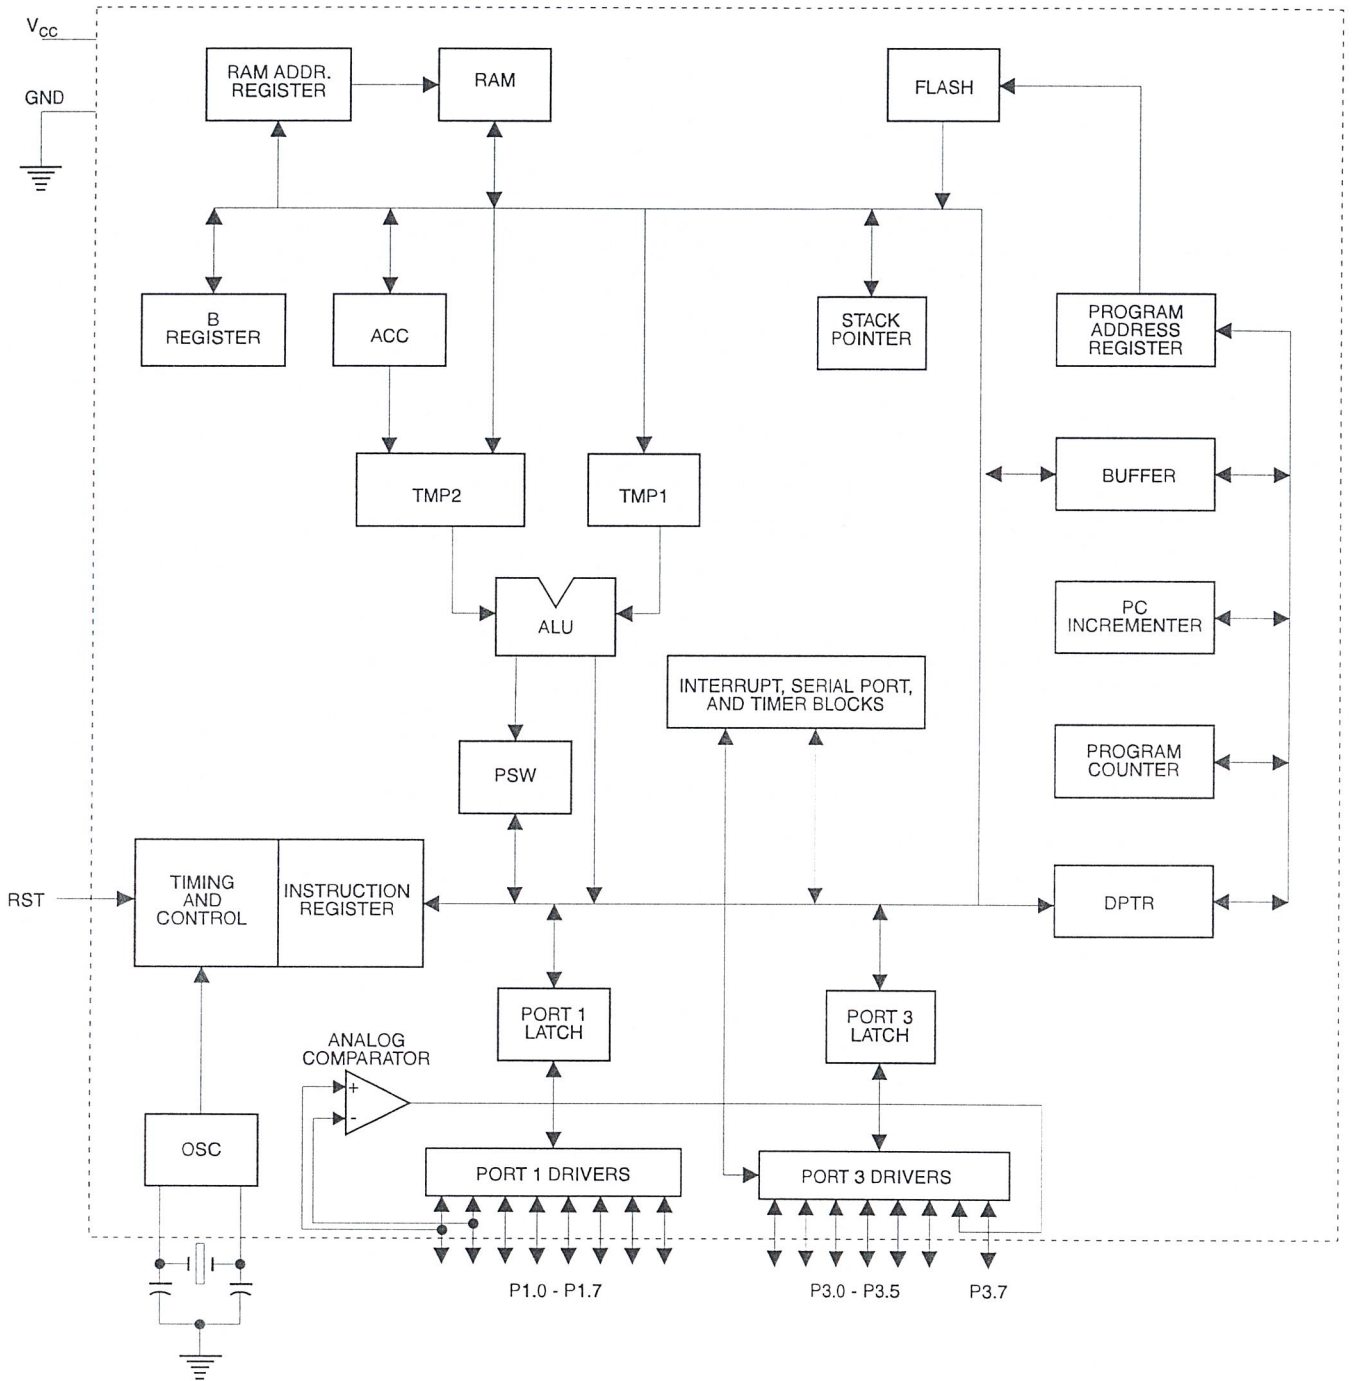 VCC
GND
RAM ADDR.
REGISTER
RAM
FLASH
B
REGISTER
ACC
STACK
POINTER
PROGRAM
ADDRESS
REGISTER
TMP2
TMP1
BUFFER
ALU
PC
INCREMENTER
INTERRUPT, SERIAL PORT,
AND TIMER BLOCKS
PSW
PROGRAM
COUNTER
RST
TIMING
AND
CONTROL
INSTRUCTION
REGISTER
DPTR
PORT 1
LATCH
PORT 3
LATCH
ANALOG
COMPARATOR
+
-
OSC
PORT 1 DRIVERS
PORT 3 DRIVERS
P1.0 - P1.7
P3.0 - P3.5
P3.7